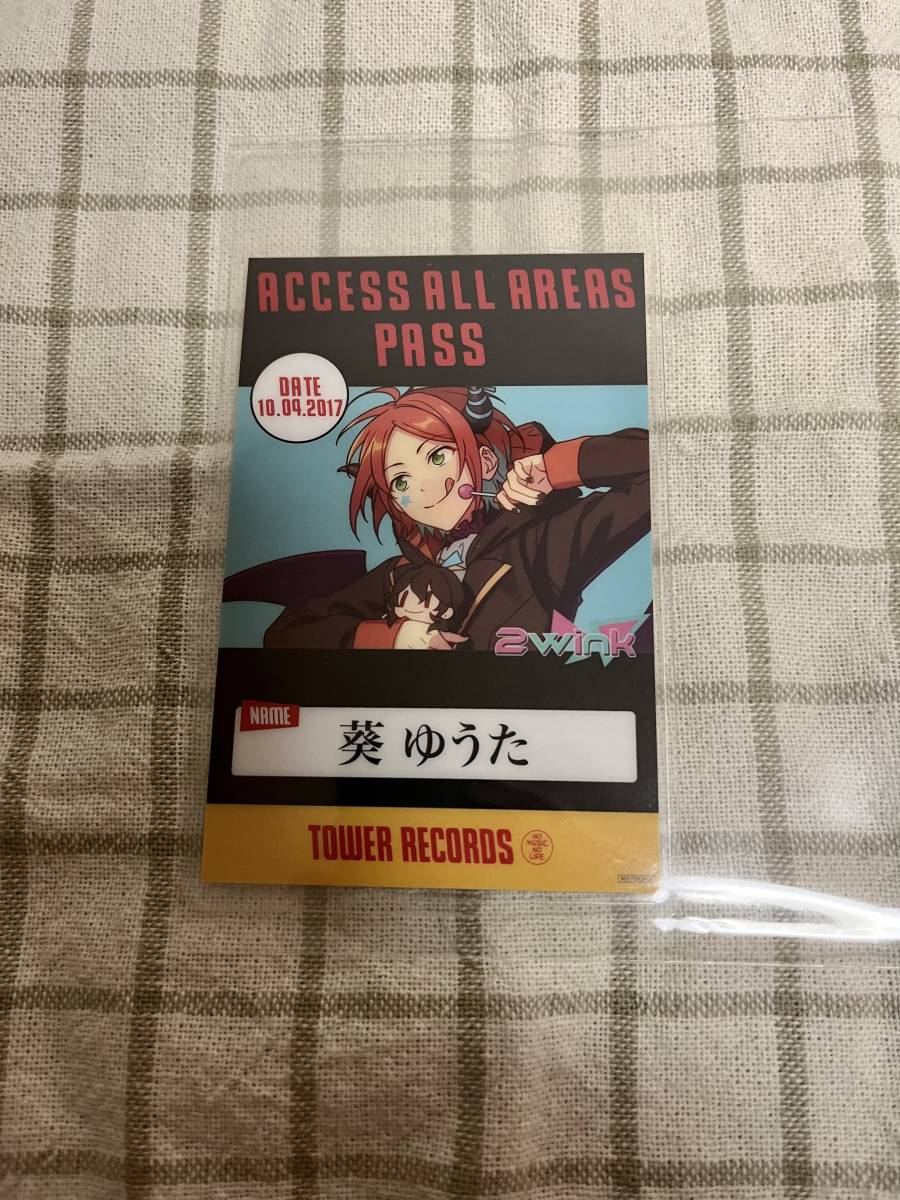 ACCESS ALL AREAS
PASS
DATE
10.09.2017
2wink
NAME
葵 ゆうた
TOWER RECORDS
NO
MUSIC,
NO
LIFE.